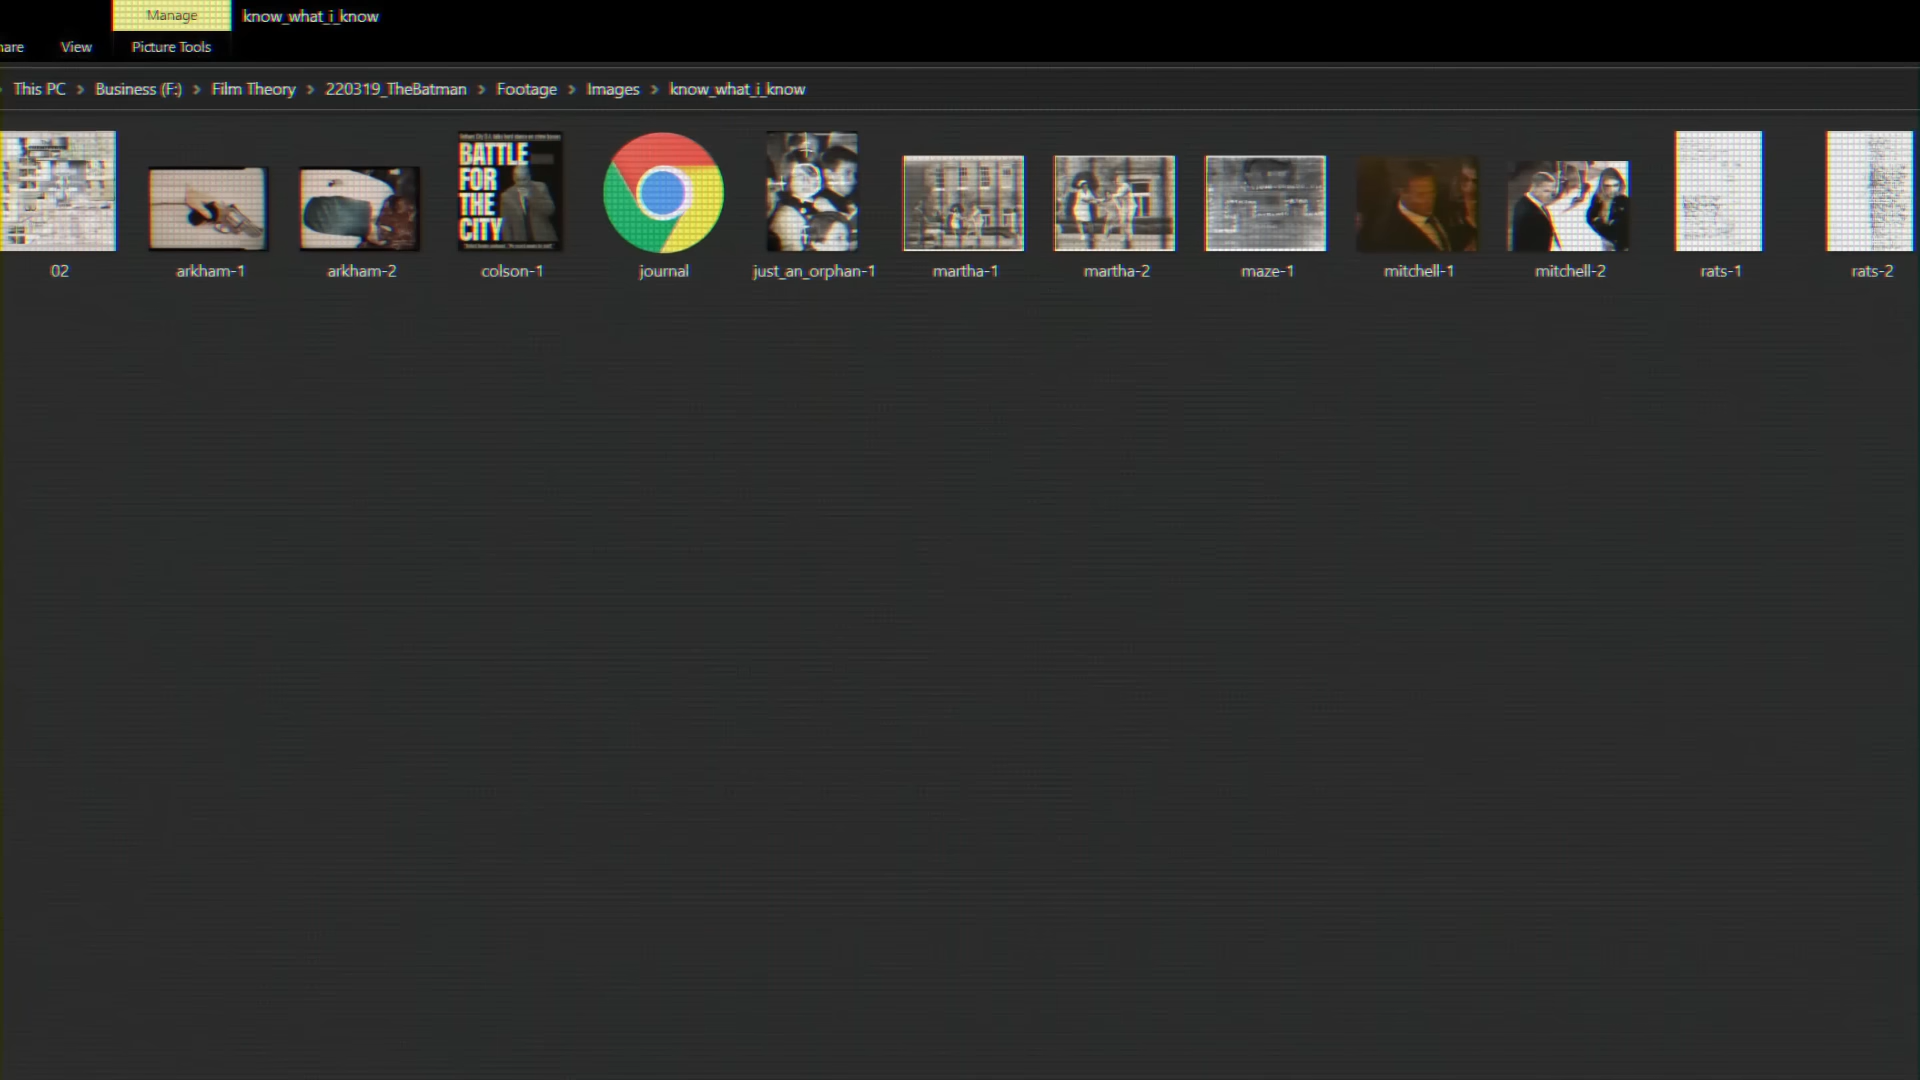 Manage know_what_i_know
hare View Picture Tools
This PC > Business (F:) > Film Theory > 220319_TheBatman > Footage > Images > know_what_i_know
BATTLE
FOR
THE
CITY
02 arkham-1 arkham-2 colson-1 journal just_an_orphan-1 martha-1 martha-2 maze-1 mitchell-1 mitchell-2 rats-1 rats-2